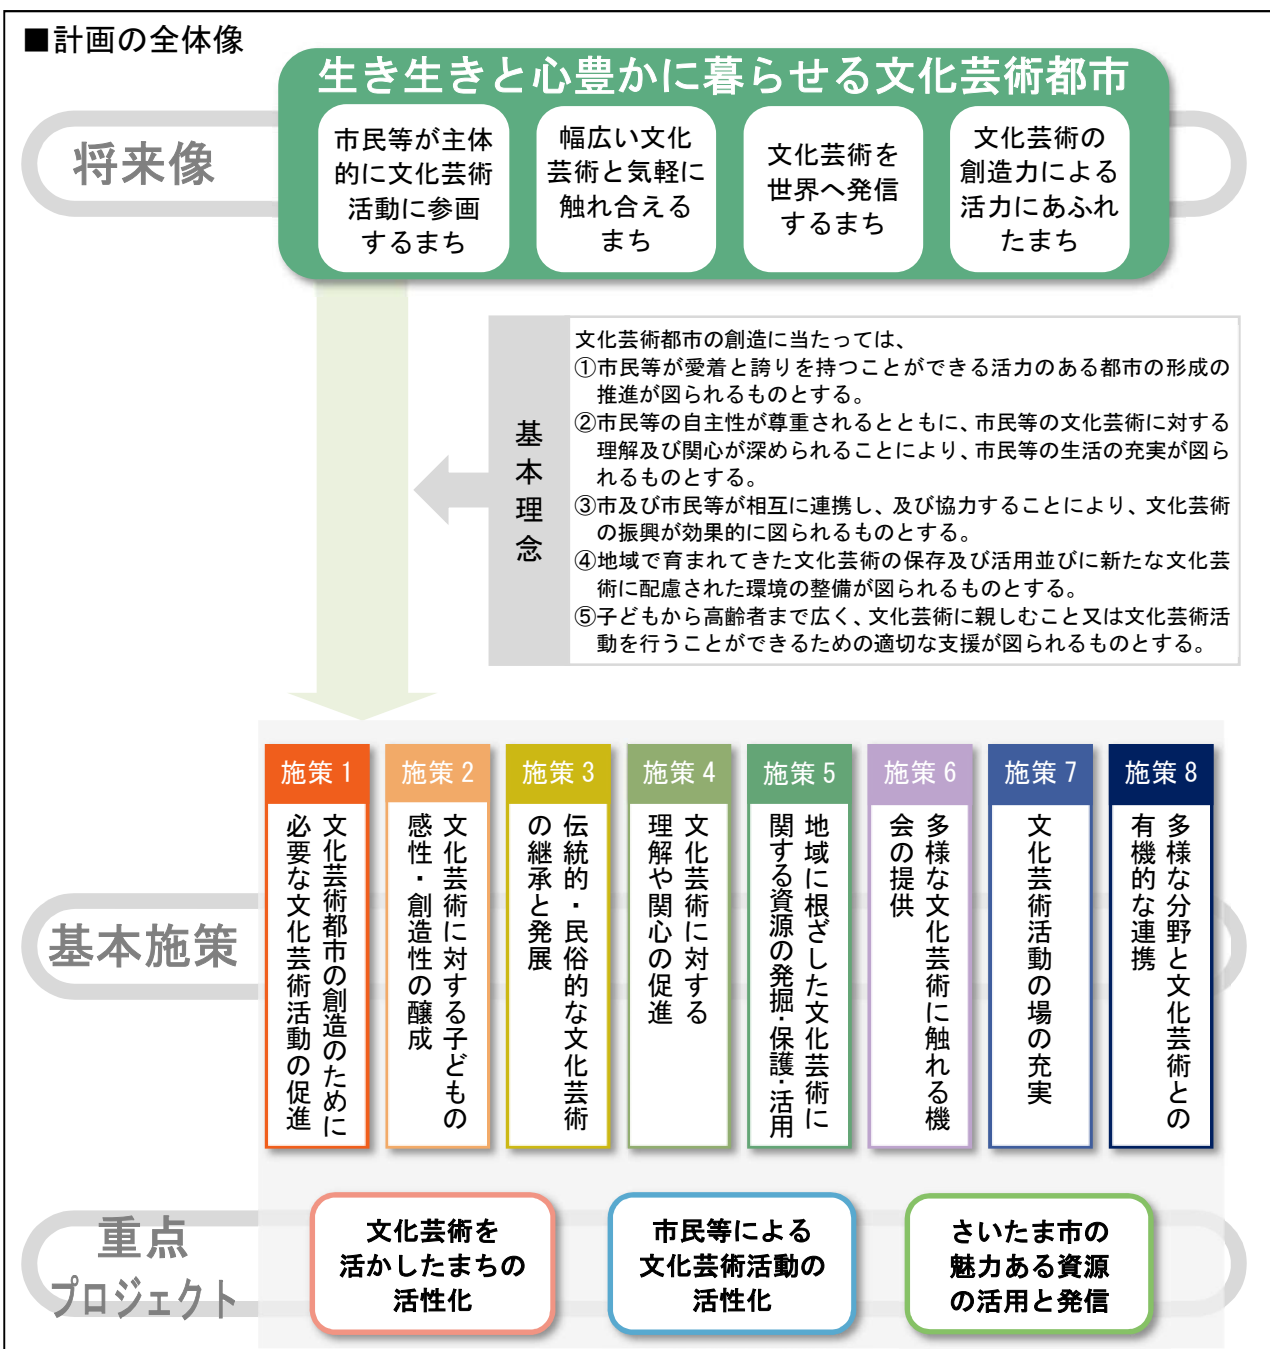 ■計画の全体像
生き生きと心豊かに暮らせる文化芸術都市
将来像
市民等が主体
的に文化芸術
活動に参画
するまち
幅広い文化
芸術と気軽に
触れ合える
まち
文化芸術を
世界へ発信
するまち
文化芸術の
創造力による
活力にあふれ
たまち
基本理念
文化芸術都市の創造に当たっては、
①市民等が愛着と誇りを持つことができる活力のある都市の形成の
推進が図られるものとする。
②市民等の自主性が尊重されるとともに、市民等の文化芸術に対する
理解及び関心が深められることにより、市民等の生活の充実が図ら
れるものとする。
③市及び市民等が相互に連携し、及び協力することにより、文化芸術
の振興が効果的に図られるものとする。
④地域で育まれてきた文化芸術の保存及び活用並びに新たな文化芸
術に配慮された環境の整備が図られるものとする。
⑤子どもから高齢者まで広く、文化芸術に親しむこと又は文化芸術活
動を行うことができるための適切な支援が図られるものとする。
基本施策
施策1
文化芸術都市の創造のために
必要な文化芸術活動の促進
施策2
文化芸術に対する子どもの
感性・創造性の醸成
施策3
伝統的・民俗的な文化芸術
の継承と発展
施策4
文化芸術に対する
理解や関心の促進
施策5
地域に根ざした文化芸術に
関する資源の発掘・保護・活用
施策6
多様な文化芸術に触れる機
会の提供
施策7
文化芸術活動の場の充実
施策8
多様な分野と文化芸術との
有機的な連携
重点
プロジェクト
文化芸術を
活かしたまちの
活性化
市民等による
文化芸術活動の
活性化
さいたま市の
魅力ある資源
の活用と発信